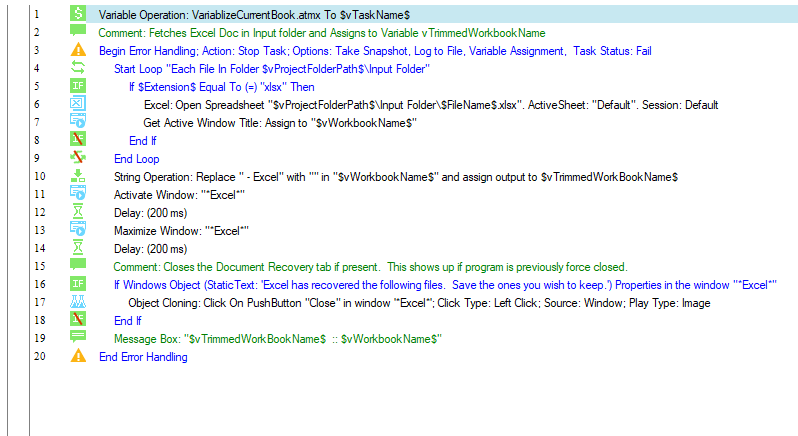 1 Variable Operation: VariablizeCurrentBook.atmx To $vTaskName$
2 Comment: Fetches Excel Doc in Input folder and Assigns to Variable vTrimmedWorkbookName
3 Begin Error Handling; Action: Stop Task; Options: Take Snapshot, Log to File, Variable Assignment,  Task Status: Fail
4 Start Loop "Each File In Folder $vProjectFolderPath$\Input Folder"
5 IF If $Extension$ Equal To (=) "xlsx" Then
6 Excel: Open Spreadsheet "$vProjectFolderPath$\Input Folder\$FileName$.xlsx". ActiveSheet: "Default". Session: Default
7 Get Active Window Title: Assign to "$vWorkbookName$"
8 End If
9 End Loop
10 String Operation: Replace " - Excel" with "" in "$vWorkbookName$" and assign output to $vTrimmedWorkBookName$
11 Activate Window: "*Excel*"
12 Delay: (200 ms)
13 Maximize Window: "*Excel*"
14 Delay: (200 ms)
15 Comment: Closes the Document Recovery tab if present.  This shows up if program is previously force closed.
16 IF If Windows Object (StaticText: 'Excel has recovered the following files.  Save the ones you wish to keep.') Properties in the window "*Excel*"
17 Object Cloning: Click On PushButton "Close" in window '*Excel*'; Click Type: Left Click; Source: Window; Play Type: Image
18 End If
19 Message Box: "$vTrimmedWorkBookName$  :: $vWorkbookName$"
20 End Error Handling